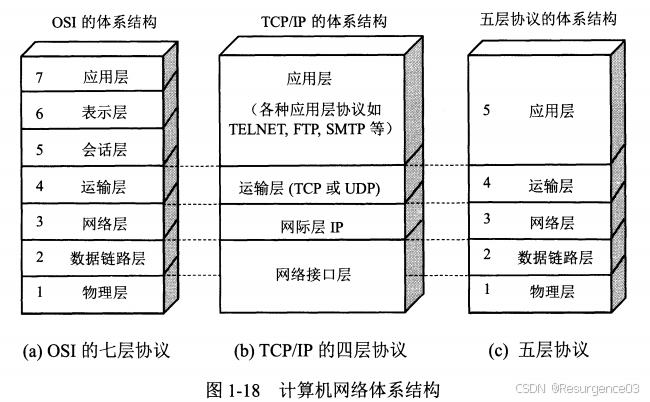 OSI 的体系结构
TCP/IP 的体系结构
五层协议的体系结构
7 应用层
6 表示层
5 会话层
4 运输层
3 网络层
2 数据链路层
1 物理层
应用层
（各种应用层协议如
TELNET, FTP, SMTP 等）
运输层 (TCP 或 UDP)
网际层 IP
网络接口层
5 应用层
4 运输层
3 网络层
2 数据链路层
1 物理层
(a) OSI 的七层协议
(b) TCP/IP 的四层协议
(c) 五层协议
图 1-18 计算机网络体系结构
CSDN @Resurgence03